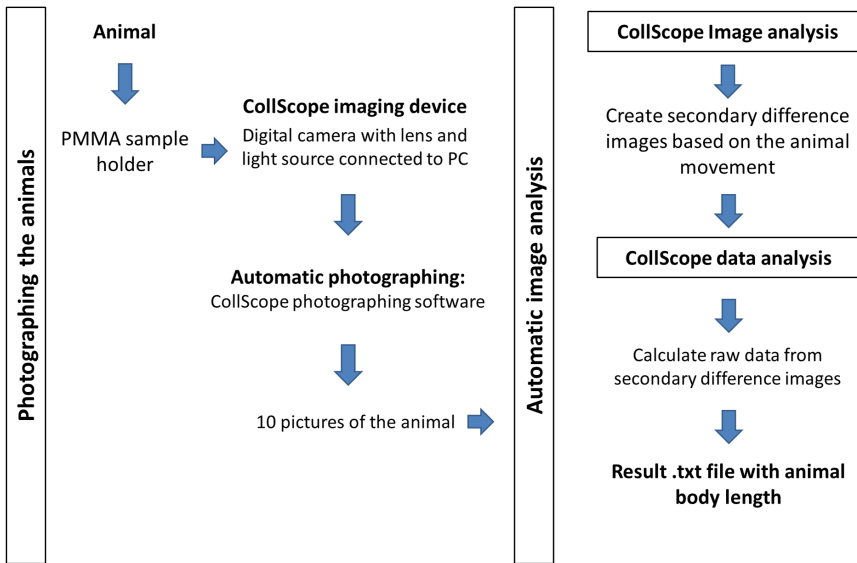 Photographing the animals
Animal
PMMA sample
holder
CollScope imaging device
Digital camera with lens and
light source connected to PC
Automatic photographing:
CollScope photographing software
10 pictures of the animal
Automatic image analysis
CollScope Image analysis
Create secondary difference
images based on the animal
movement
CollScope data analysis
Calculate raw data from
secondary difference images
Result .txt file with animal
body length